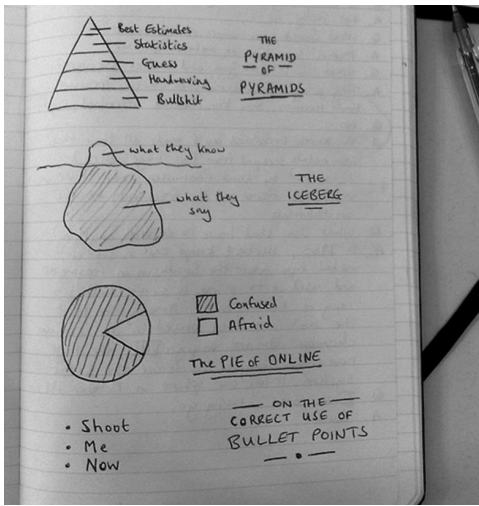 Best Estimates
Statistics
Guess
Handwaving
Bullshit
THE
PYRAMID
OF
PYRAMIDS
what they know
what they
say
THE
ICEBERG
Confused
Afraid
The PIE of ONLINE
• Shoot
• Me
• Now
ON THE
CORRECT USE OF
BULLET POINTS